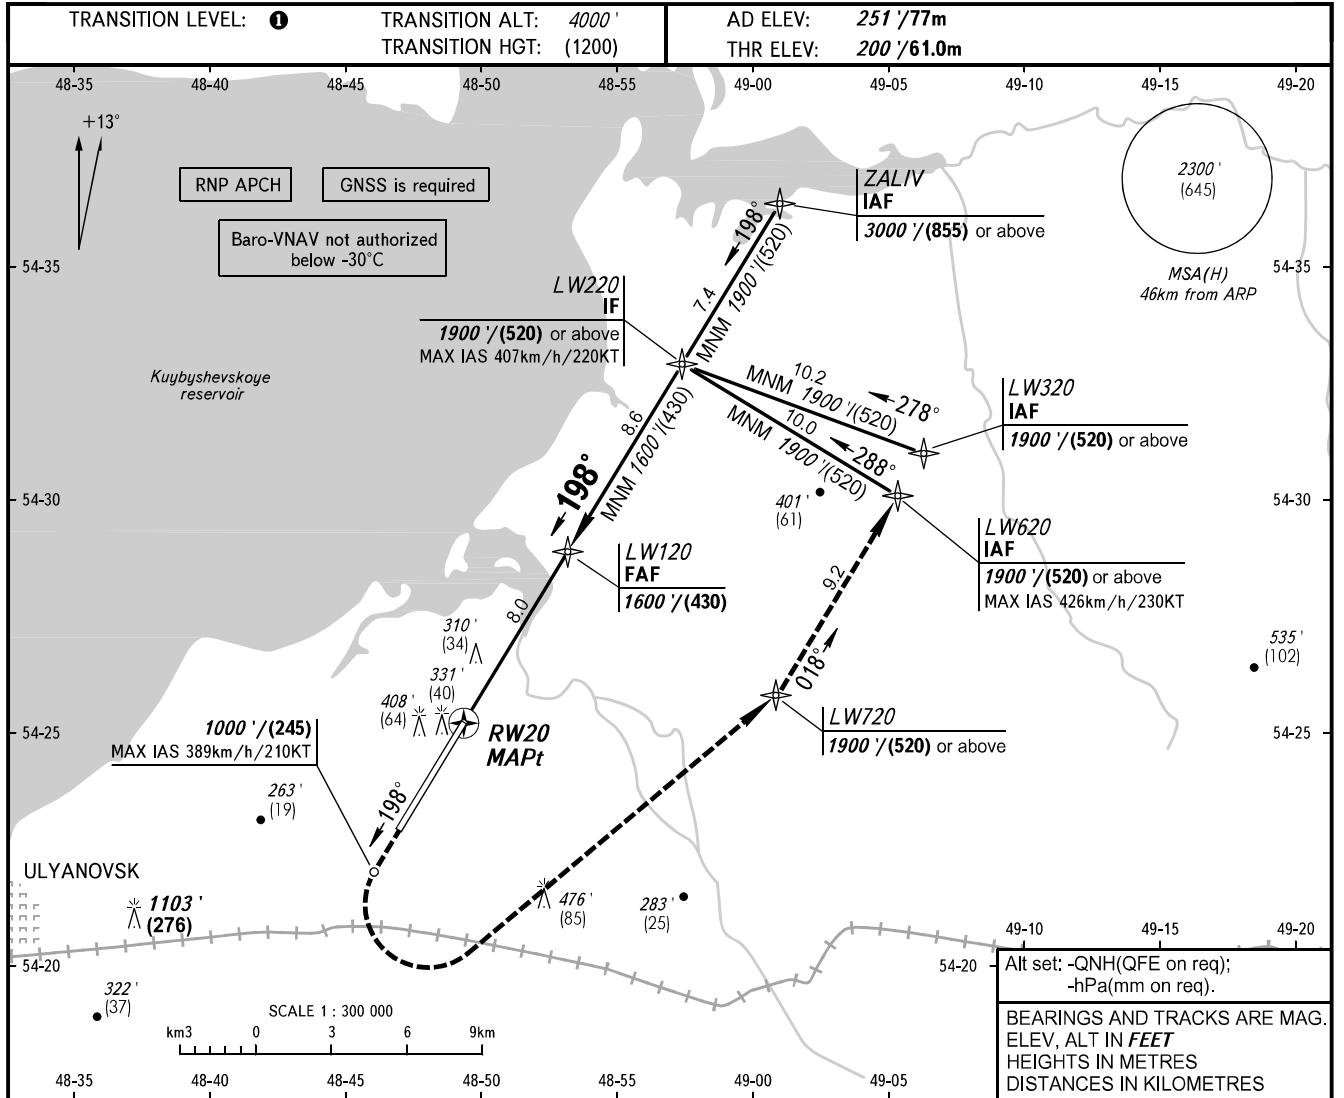 TRANSITION LEVEL: ❶
TRANSITION ALT: 4000 '
TRANSITION HGT: (1200)
AD ELEV: 251 '/77m
THR ELEV: 200 '/61.0m
48-35 48-40 48-45 48-50 48-55 49-00 49-05 49-10 49-15 49-20
+13°
RNP APCH
GNSS is required
Baro-VNAV not authorized
below -30°C
ZALIV
IAF
3000 '/(855) or above
2300 '
(645)
MSA(H)
46km from ARP
54-35
54-35
198°
7.4
MNM 1900 '/(520)
LW220
IF
1900 '/(520) or above
MAX IAS 407km/h/220KT
Kuybyshevskoye
reservoir
10.2
MNM 1900 '/(520)
278°
LW320
IAF
1900 '/(520) or above
10.0
MNM 1900 '/(520)
288°
8.6
MNM 1600 '/(430)
198°
54-30
54-30
401 '
(61)
LW620
IAF
1900 '/(520) or above
MAX IAS 426km/h/230KT
LW120
FAF
1600 '/(430)
9.2
018°
8.0
310 '
(34)
331 '
(40)
408 '
(64)
535 '
(102)
RW20
MAPt
LW720
1900 '/(520) or above
54-25
54-25
1000 '/(245)
MAX IAS 389km/h/210KT
198°
263 '
(19)
ULYANOVSK
1103 '
(276)
476 '
(85)
283 '
(25)
49-10 49-15 49-20
54-20
54-20
322 '
(37)
SCALE 1 : 300 000
km3 0 3 6 9km
Alt set: -QNH(QFE on req);
-hPa(mm on req).
BEARINGS AND TRACKS ARE MAG.
ELEV, ALT IN FEET
HEIGHTS IN METRES
DISTANCES IN KILOMETRES
48-35 48-40 48-45 48-50 48-55 49-00 49-05